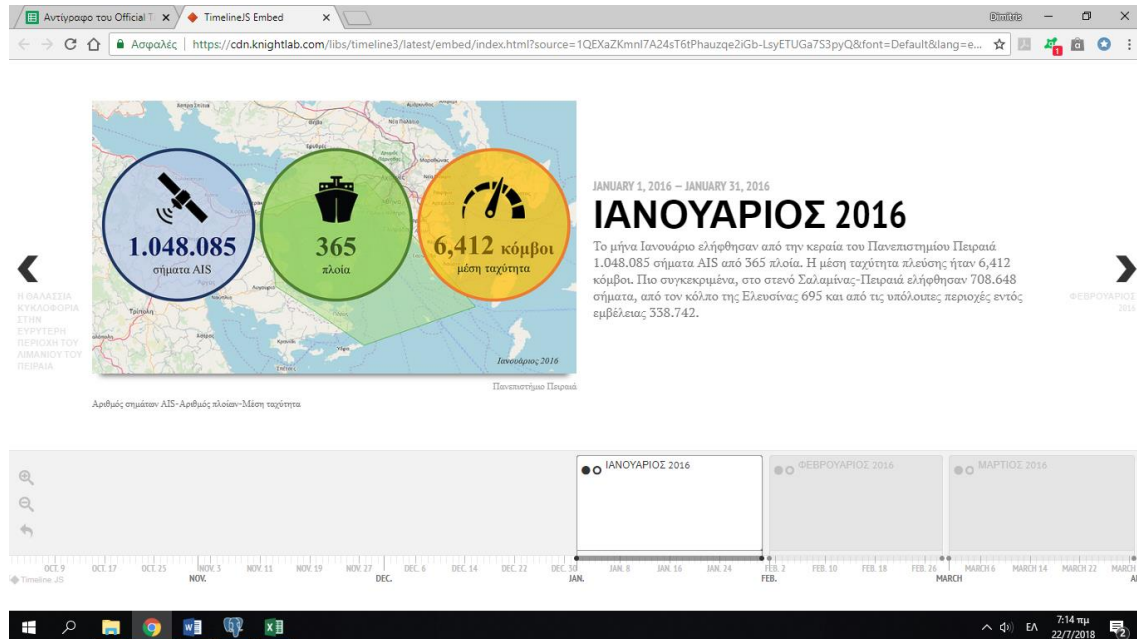 Αντίγραφο του Official T
TimelineJS Embed
Dimitris
Ασφαλές
https://cdn.knightlab.com/libs/timeline3/latest/embed/index.html?source=1QEXaZKmnI7A24sT6tPhauzqe2iGb-LsyETUGa7S3pyQ&font=Default&lang=e...
1.048.085
σήματα AIS
365
πλοία
6,412 κόμβοι
μέση ταχύτητα
Τρίπολη
Άστρος
Ύδρα
Ιανουάριος 2016
Πανεπιστήμιο Πειραιά
Αριθμός σημάτων AIS-Αριθμός πλοίων-Μέση ταχύτητα
JANUARY 1, 2016 – JANUARY 31, 2016
ΙΑΝΟΥΑΡΙΟΣ 2016
Το μήνα Ιανουάριο ελήφθησαν από την κεραία του Πανεπιστημίου Πειραιά
1.048.085 σήματα AIS από 365 πλοία. Η μέση ταχύτητα πλεύσης ήταν 6,412
κόμβοι. Πιο συγκεκριμένα, στο στενό Σαλαμίνας-Πειραιά ελήφθησαν 708.648
σήματα, από τον κόλπο της Ελευσίνας 695 και από τις υπόλοιπες περιοχές εντός
εμβέλειας 338.742.
Η ΘΑΛΑΣΣΙΑ
ΚΥΚΛΟΦΟΡΙΑ
ΣΤΗΝ
ΕΥΡΥΤΕΡΗ
ΠΕΡΙΟΧΗ ΤΟΥ
ΛΙΜΑΝΙΟΥ ΤΟΥ
ΠΕΙΡΑΙΑ
ΦΕΒΡΟΥΑΡΙΟΣ
2016
ΙΑΝΟΥΑΡΙΟΣ 2016
ΦΕΒΡΟΥΑΡΙΟΣ 2016
ΜΑΡΤΙΟΣ 2016
OCT. 9 OCT. 17 OCT. 25 NOV. 3 NOV. 11 NOV. 19 NOV. 27 DEC. 6 DEC. 14 DEC. 22 DEC. 30 JAN. 8 JAN. 16 JAN. 24 FEB. 2 FEB. 10 FEB. 18 FEB. 26 MARCH 6 MARCH 14 MARCH 22 MARCH
NOV. DEC. JAN. FEB. MARCH
Timeline JS
ΕΛ
7:14 πμ
22/7/2018